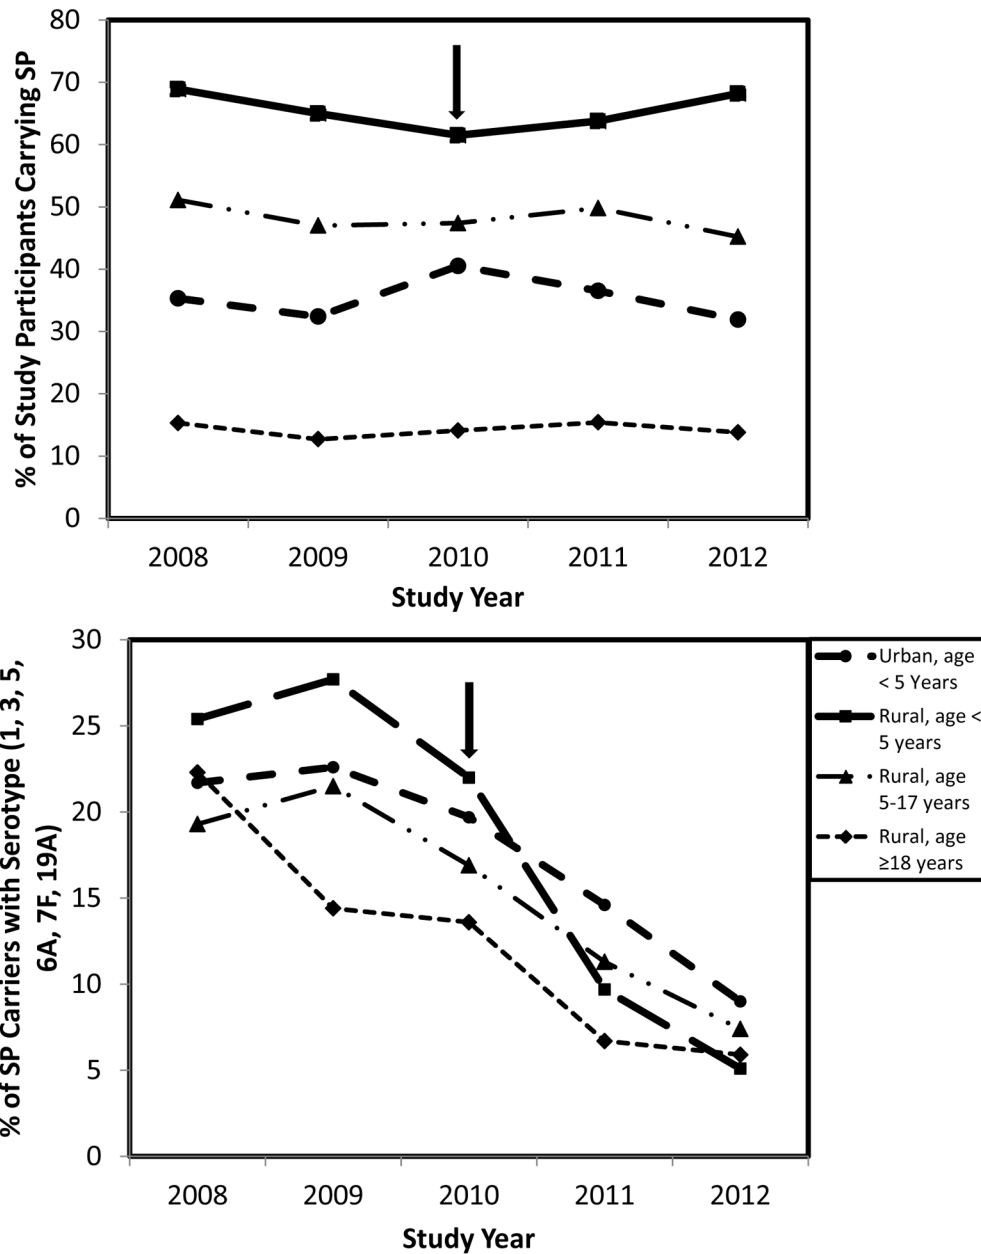 % of Study Participants Carrying SP
80
70
60
50
40
30
20
10
0
2008 2009 2010 2011 2012
Study Year
% of SP Carriers with Serotype (1, 3, 5,
6A, 7F, 19A)
30
25
20
15
10
5
0
2008 2009 2010 2011 2012
Study Year
Urban, age
< 5 Years
Rural, age <
5 years
Rural, age
5-17 years
Rural, age
≥18 years